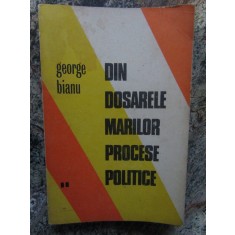 george
bianu
DIN
DOSARELE
MARILOR
PROCESE
POLITICE
**